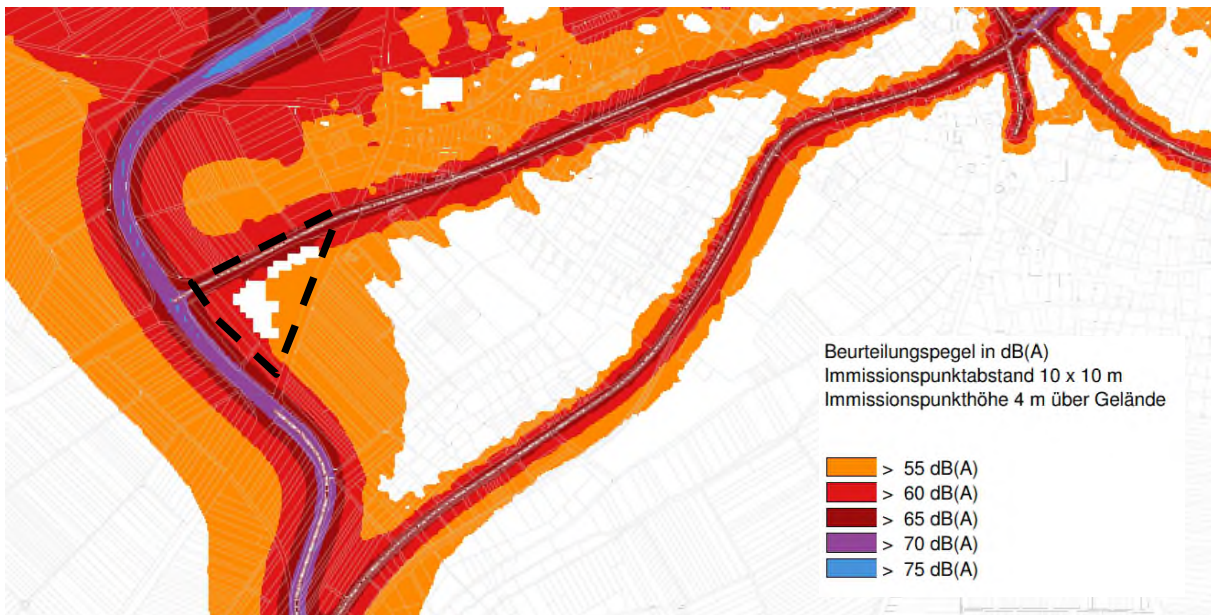 Beurteilungspegel in dB(A)
Immissionspunktabstand 10 x 10 m
Immissionspunkthöhe 4 m über Gelände
> 55 dB(A)
> 60 dB(A)
> 65 dB(A)
> 70 dB(A)
> 75 dB(A)